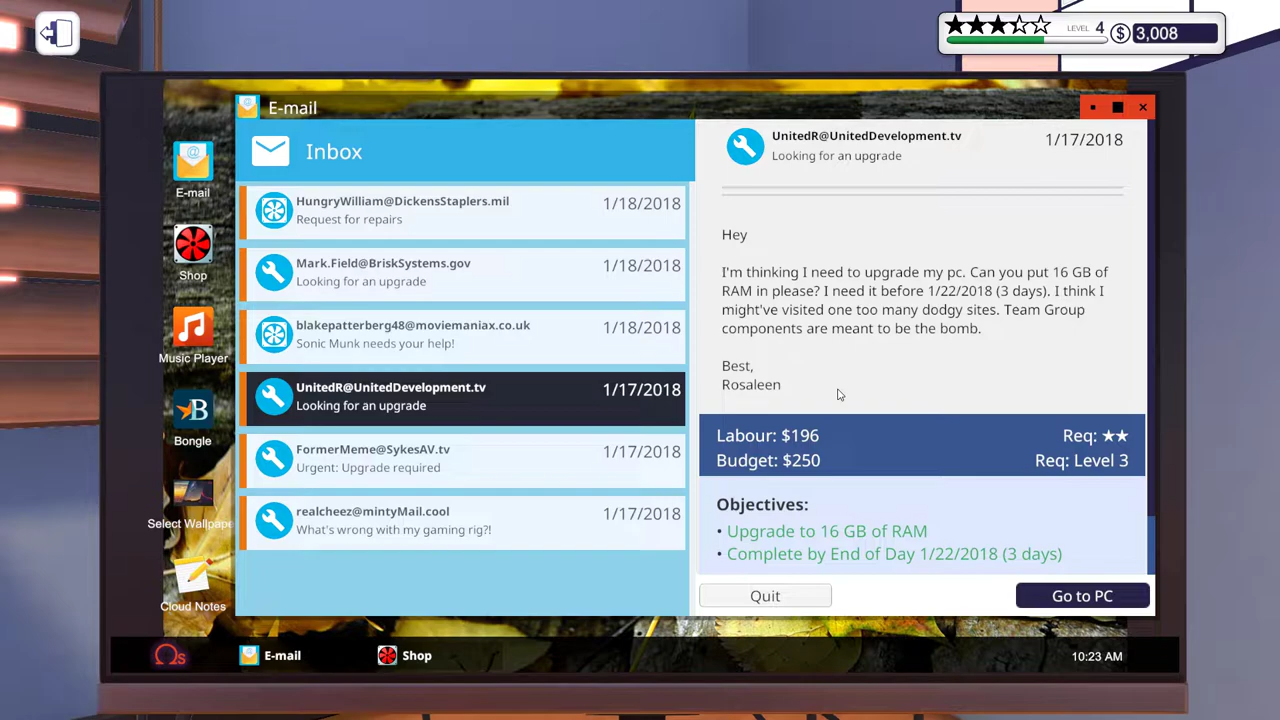 LEVEL 4 $ 3,008
E-mail
Inbox
HungryWilliam@DickensStaplers.mil 1/18/2018
Request for repairs
Mark.Field@BriskSystems.gov 1/18/2018
Looking for an upgrade
blakepatterberg48@moviemaniax.co.uk 1/18/2018
Sonic Munk needs your help!
UnitedR@UnitedDevelopment.tv 1/17/2018
Looking for an upgrade
FormerMeme@SykesAV.tv 1/17/2018
Urgent: Upgrade required
realcheez@mintyMail.cool 1/17/2018
What's wrong with my gaming rig?!
UnitedR@UnitedDevelopment.tv 1/17/2018
Looking for an upgrade
Hey
I'm thinking I need to upgrade my pc. Can you put 16 GB of
RAM in please? I need it before 1/22/2018 (3 days). I think I
might've visited one too many dodgy sites. Team Group
components are meant to be the bomb.
Best,
Rosaleen
Labour: $196 Req: ★★
Budget: $250 Req: Level 3
Objectives:
• Upgrade to 16 GB of RAM
• Complete by End of Day 1/22/2018 (3 days)
Quit Go to PC
E-mail
Shop
Music Player
B
Bongle
Select Wallpape
Cloud Notes
Ωs E-mail Shop 10:23 AM